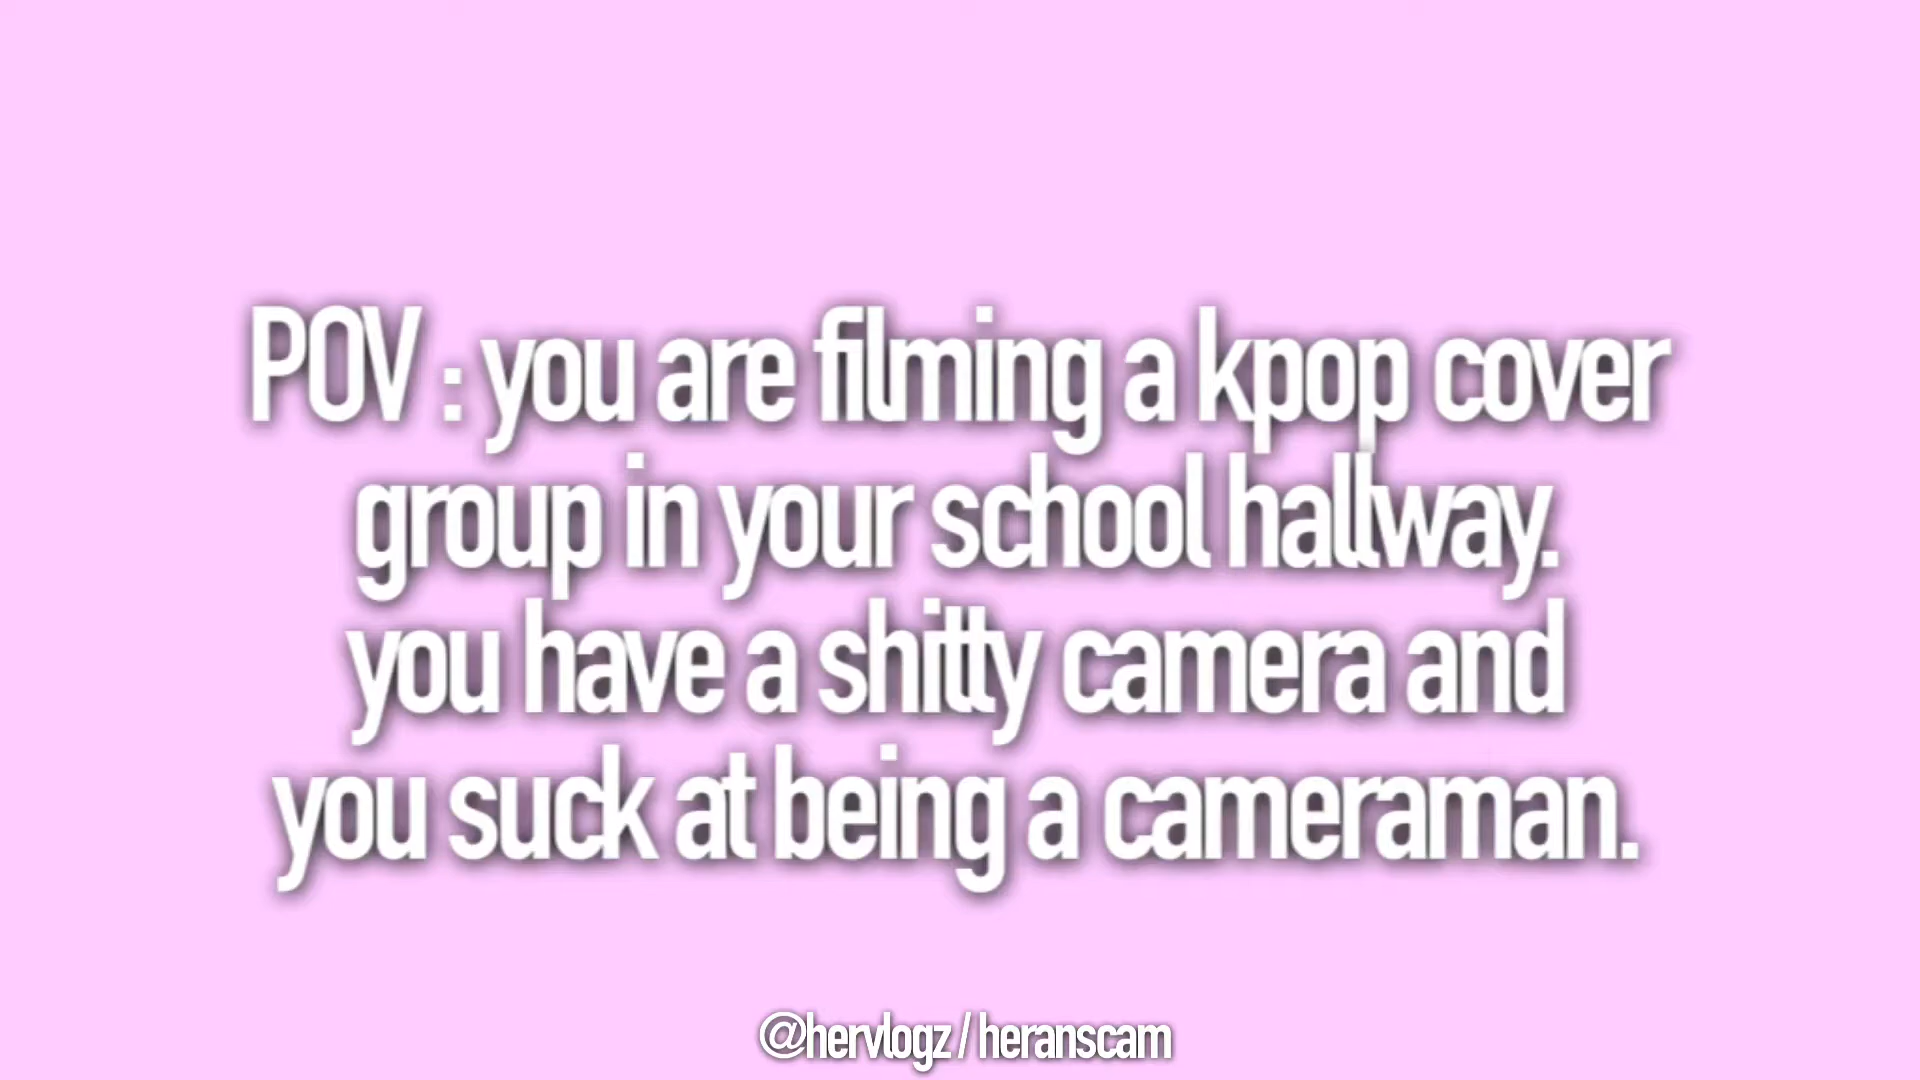 POV : you are filming a kpop cover
group in your school hallway.
you have a shitty camera and
you suck at being a cameraman.
@hervlogz / heranscam